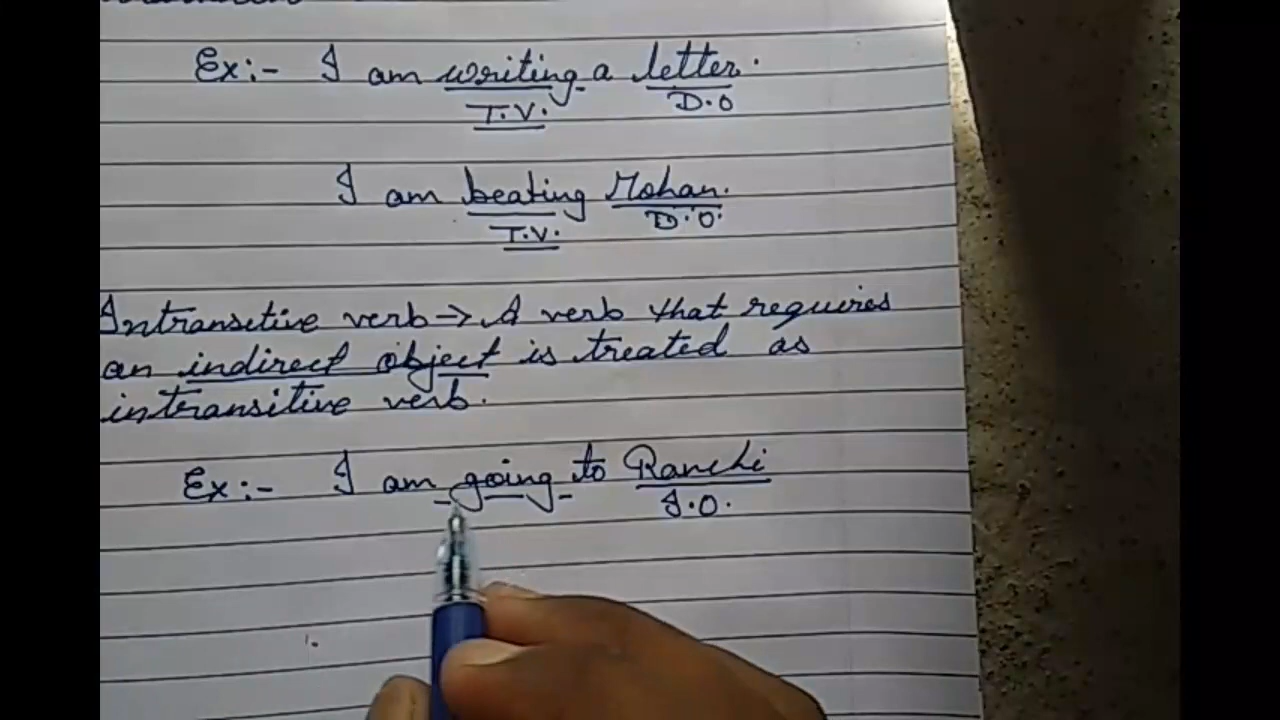 Ex:- I am writing a letter.
T.V. D.O
I am beating Mohan.
T.V. D.O.
Intransitive verb → A verb that requires
an indirect object is treated as
intransitive verb.
Ex:- I am going to Ranchi
I.O.